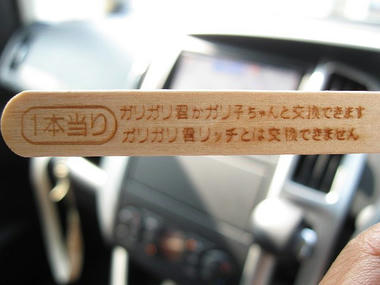 1本当り
ガリガリ君かガリ子ちゃんと交換できます
ガリガリ君リッチとは交換できません